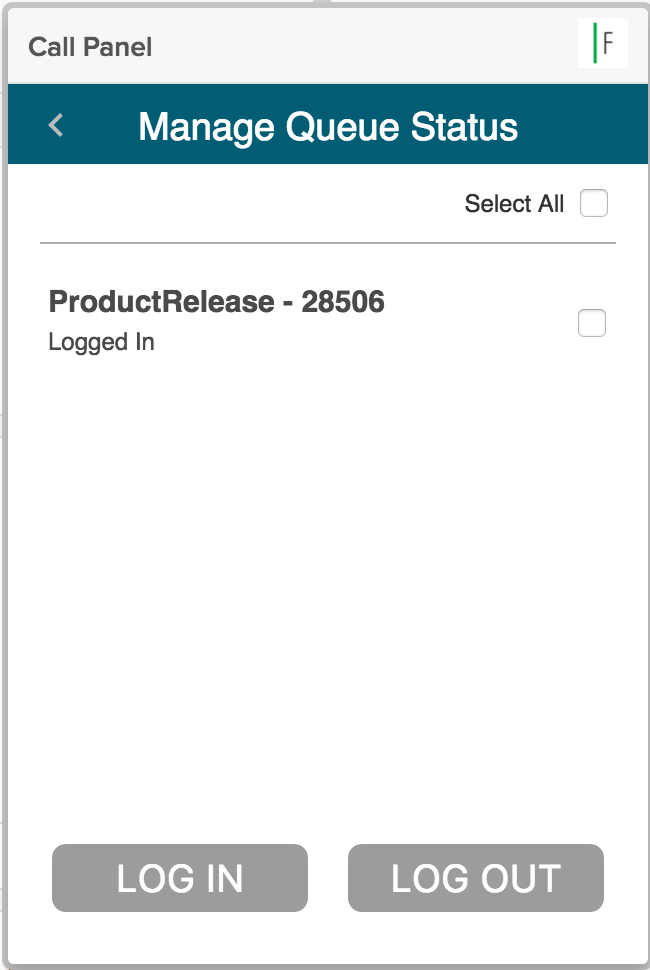 Call Panel
F
Manage Queue Status
Select All
ProductRelease - 28506
Logged In
LOG IN
LOG OUT